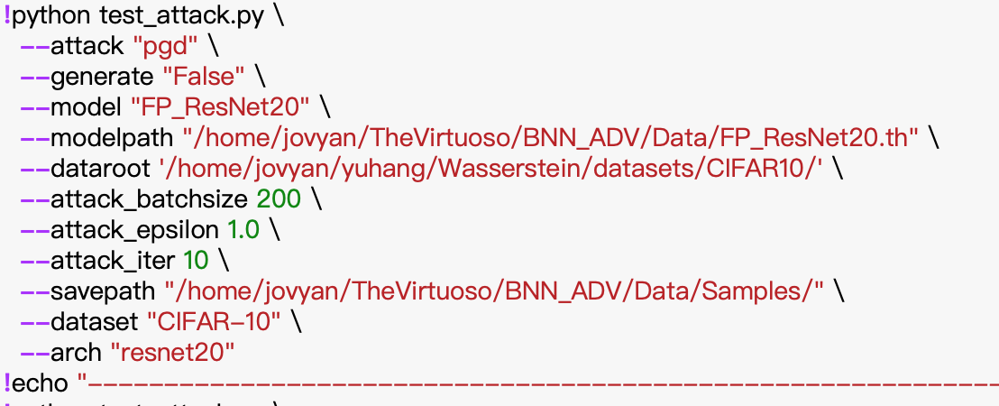 !python test_attack.py \
--attack "pgd" \
--generate "False" \
--model "FP_ResNet20" \
--modelpath "/home/jovyan/TheVirtuoso/BNN_ADV/Data/FP_ResNet20.th" \
--dataroot '/home/jovyan/yuhang/Wasserstein/datasets/CIFAR10/' \
--attack_batchsize 200 \
--attack_epsilon 1.0 \
--attack_iter 10 \
--savepath "/home/jovyan/TheVirtuoso/BNN_ADV/Data/Samples/" \
--dataset "CIFAR-10" \
--arch "resnet20"
!echo "------------------------------------------------